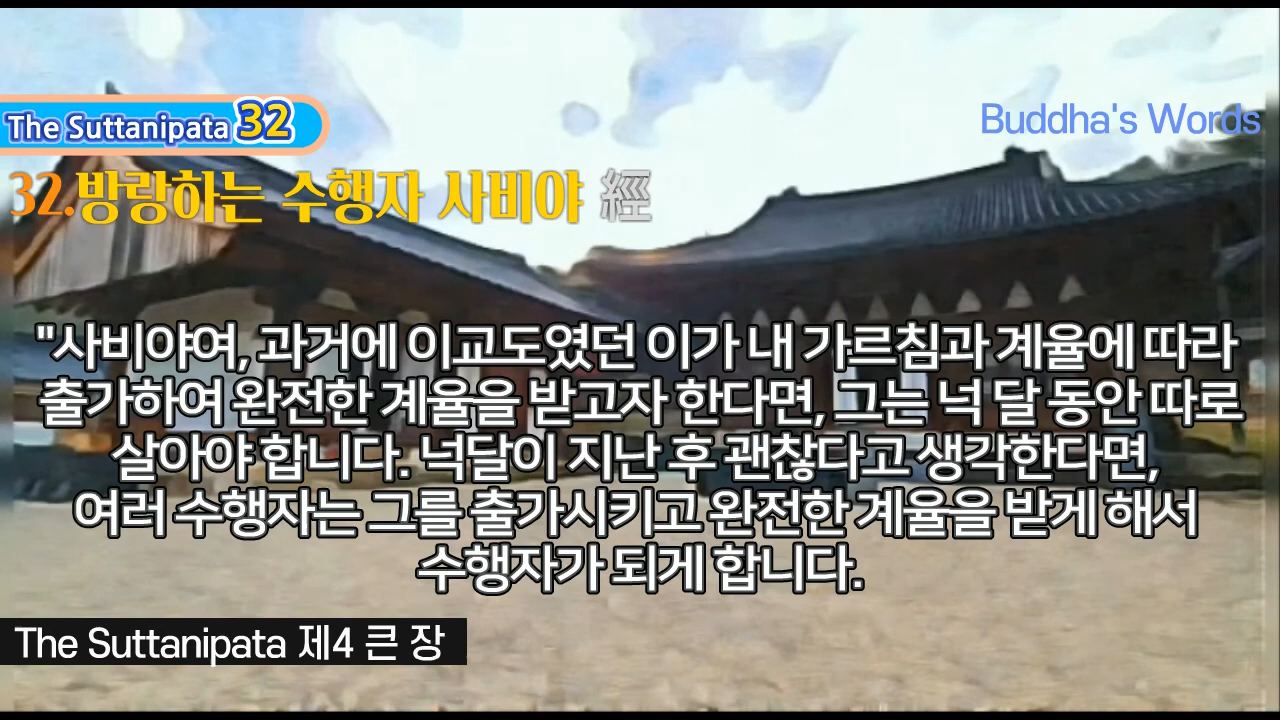 The Suttanipata 32
Buddha's Words
32.방랑하는 수행자 사비야 經
"사비야여, 과거에 이교도였던 이가 내 가르침과 계율에 따라
출가하여 완전한 계율을 받고자 한다면, 그는 넉 달 동안 따로
살아야 합니다. 넉달이 지난 후 괜찮다고 생각한다면,
여러 수행자는 그를 출가시키고 완전한 계율을 받게 해서
수행자가 되게 합니다.
The Suttanipata 제4 큰 장